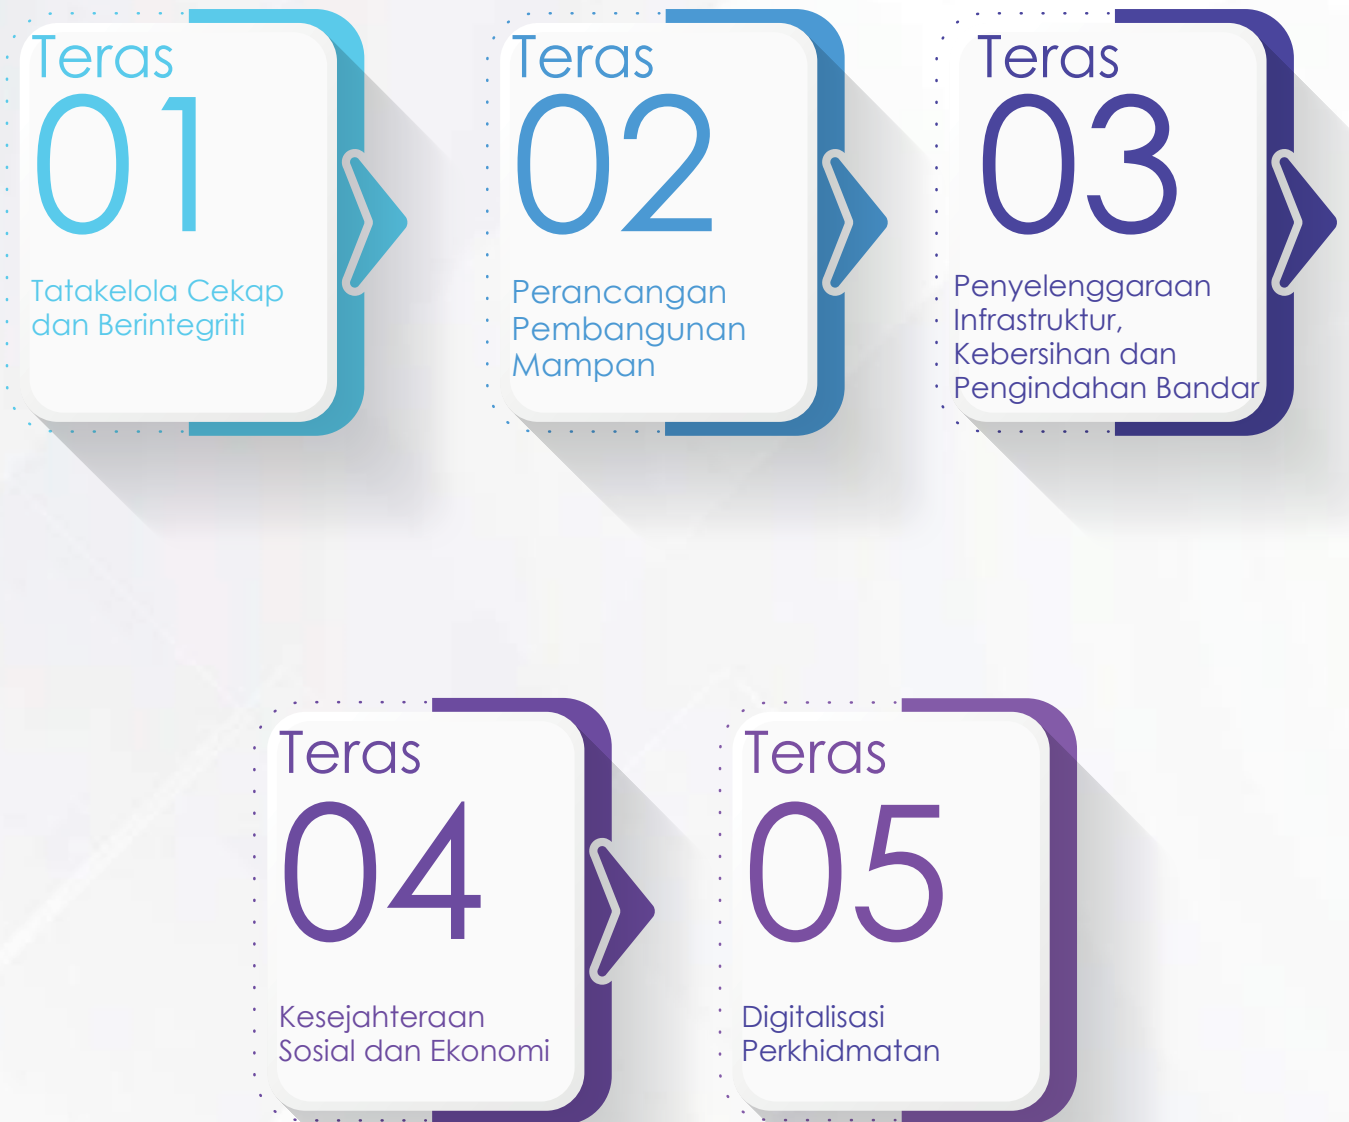 Teras
01
Tatakelola Cekap
dan Berintegriti
Teras
02
Perancangan
Pembangunan
Mampan
Teras
03
Penyelenggaraan
Infrastruktur,
Kebersihan dan
Pengindahan Bandar
Teras
04
Kesejahteraan
Sosial dan Ekonomi
Teras
05
Digitalisasi
Perkhidmatan